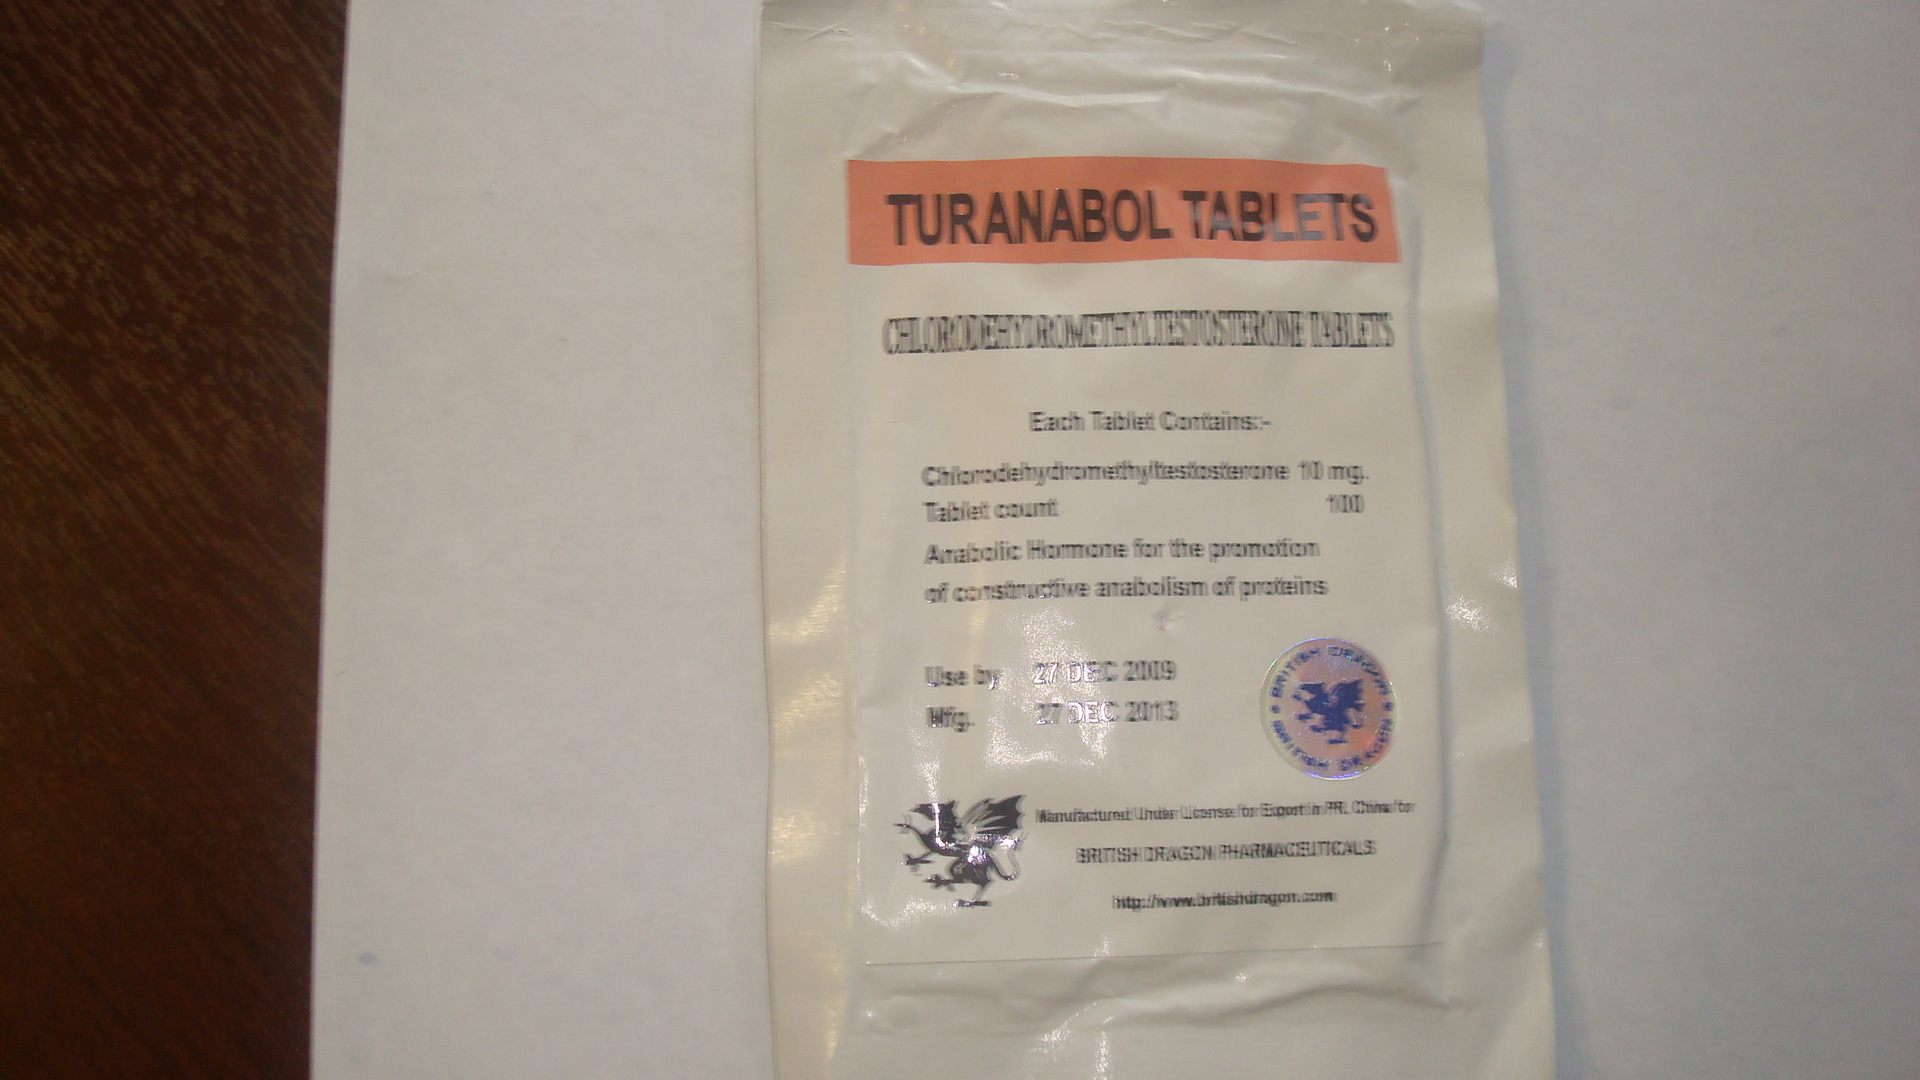 TURANABOL TABLETS
CHLORODEHYDROMETHYLTESTOSTERONE TABLETS
Each Tablet Contains:-
Chlorodehydromethyltestosterone 10 mg.
Tablet count 100
Anabolic Hormone for the promotion
of constructive anabolism of proteins
Use by 27 DEC 2009
Mfg. 27 DEC 2013
BRITISH DRAGON
BRITISH DRAGON
Manufactured Under License for Export in PR. China for
BRITISH DRAGON PHARMACEUTICALS
http://www.britishdragon.com